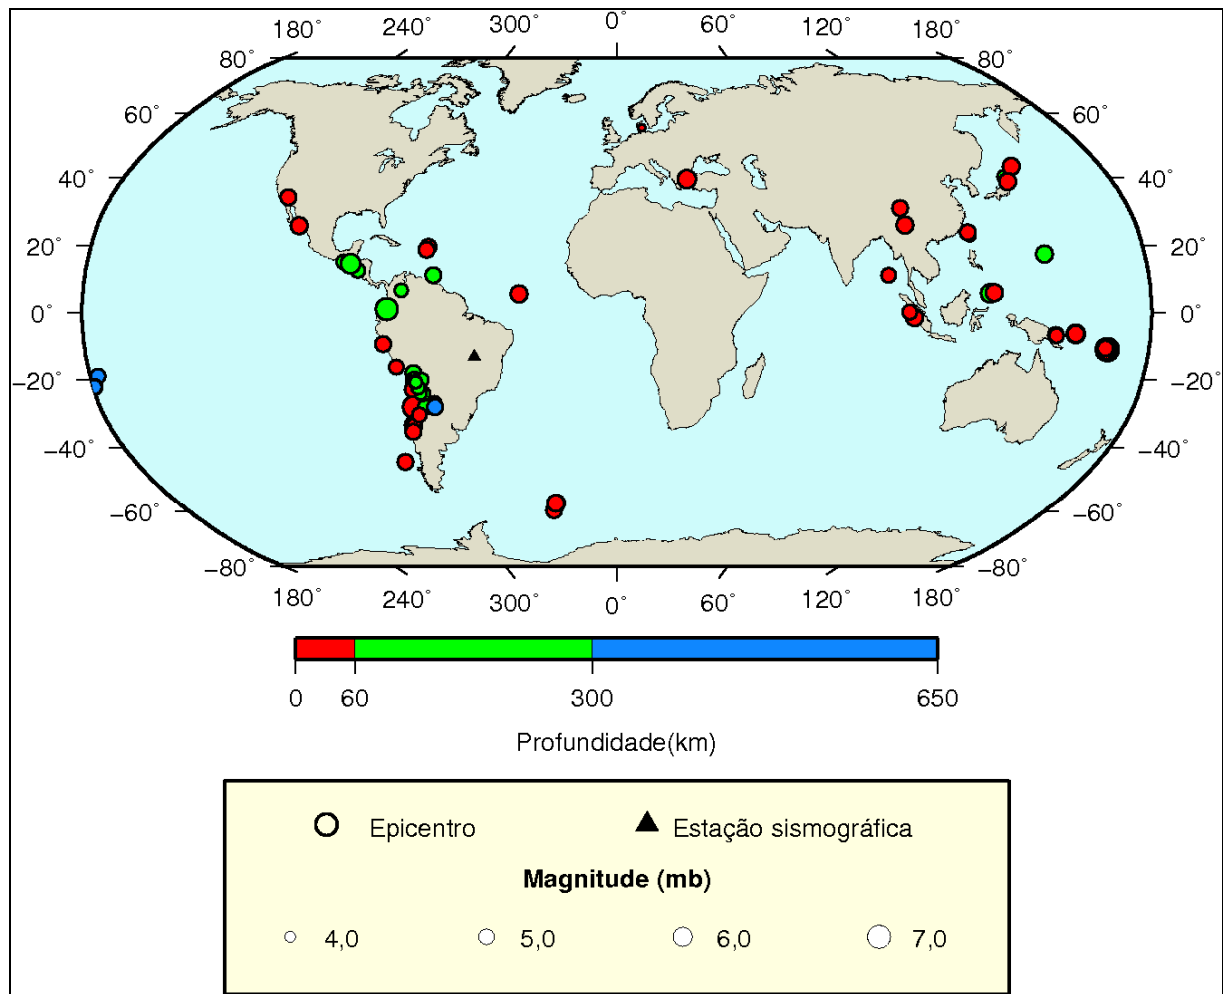 180° 240° 300° 0° 60° 120° 180°
80° 80°
60° 60°
40° 40°
20° 20°
0° 0°
−20° −20°
−40° −40°
−60° −60°
−80° −80°
180° 240° 300° 0° 60° 120° 180°
0 60 300 650
Profundidade(km)
Epicentro Estação sismográfica
Magnitude (mb)
4,0 5,0 6,0 7,0